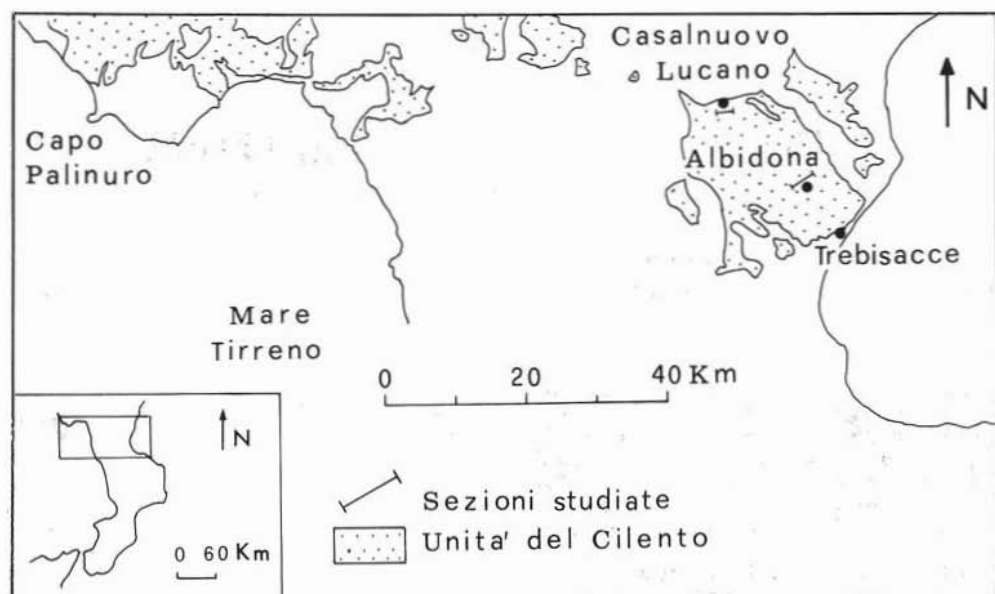 Casalnuovo
Lucano
N
Capo
Palinuro
Albidona
Trebisacce
Mare
Tirreno
0 20 40 Km
N
0 60 Km
Sezioni studiate
Unita' del Cilento